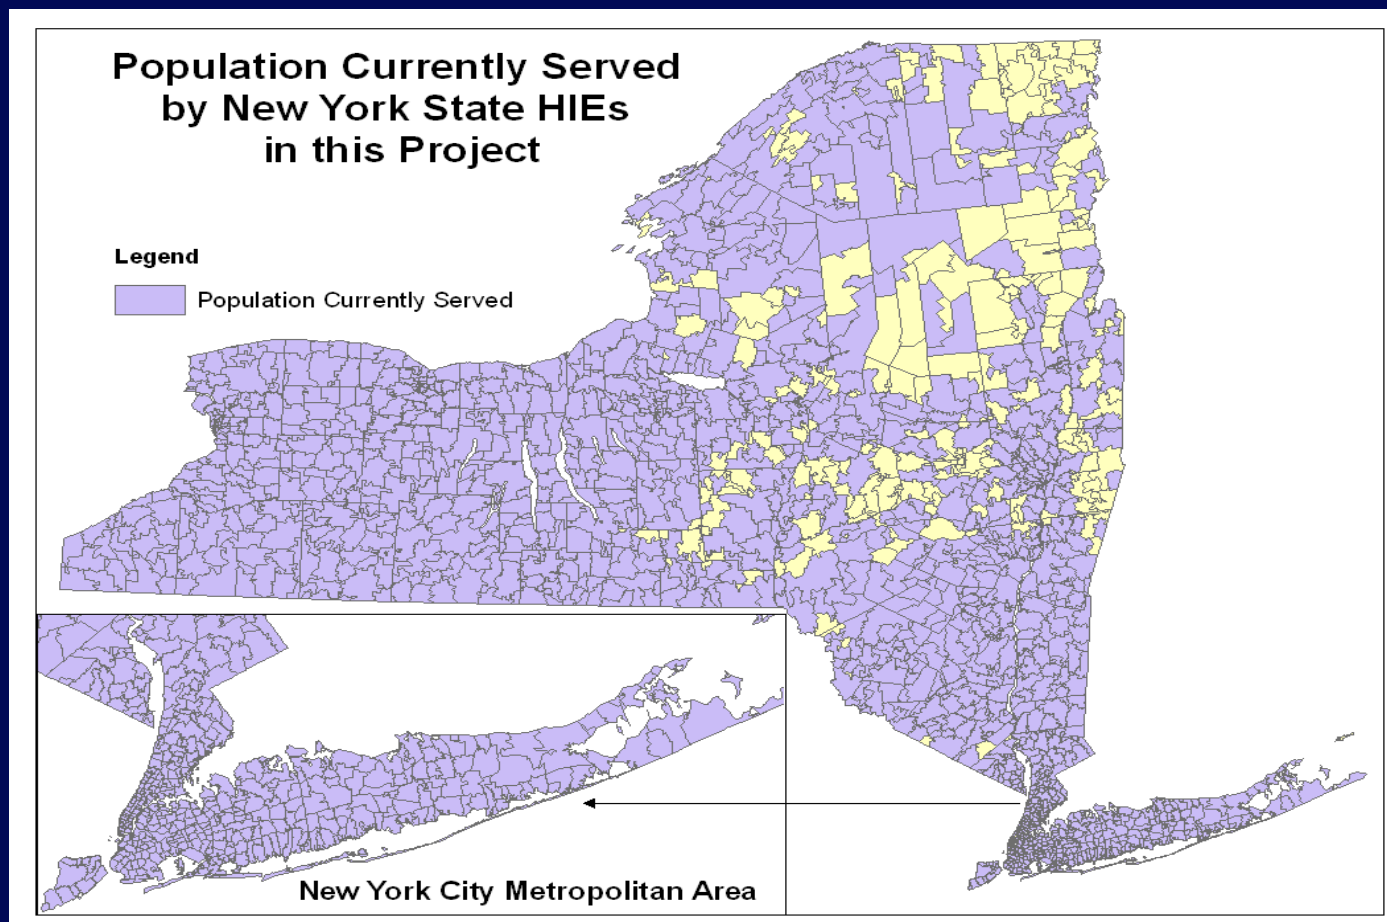 Population Currently Served
by New York State HIEs
in this Project
Legend
Population Currently Served
New York City Metropolitan Area